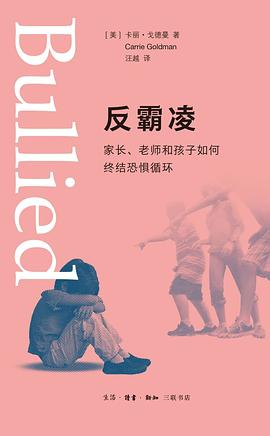 [美] 卡丽·戈德曼 著
Carrie Goldman
汪越 译
Bullied
反霸凌
家长、老师和孩子如何
终结恐惧循环
生活·讀書·新知 三联书店